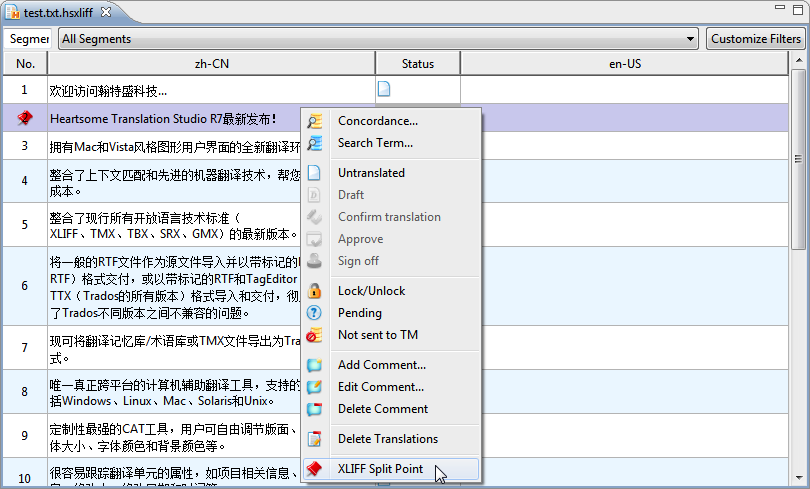 test.txt.hsxliff
Segmer
All Segments
Customize Filters
No.
zh-CN
Status
en-US
1
欢迎访问翰特盛科技...
Heartsome Translation Studio R7最新发布！
3
拥有Mac和Vista风格图形用户界面的全新翻译环
4
整合了上下文匹配和先进的机器翻译技术，帮您
成本。
5
整合了现行所有开放语言技术标准（
XLIFF、TMX、TBX、SRX、GMX）的最新版本。
6
将一般的RTF文件作为源文件导入并以带标记的
RTF）格式交付，或以带标记的RTF和TagEditor
TTX（Trados的所有版本）格式导入和交付，彻
了Trados不同版本之间不兼容的问题。
7
现可将翻译记忆库/术语库或TMX文件导出为Tra
式。
8
唯一真正跨平台的计算机辅助翻译工具，支持的
括Windows、Linux、Mac、Solaris和Unix。
9
定制性最强的CAT工具，用户可自由调节版面、
体大小、字体颜色和背景颜色等。
10
很容易跟踪翻译单元的属性，如项目相关信息、
Concordance...
Search Term...
Untranslated
Draft
Confirm translation
Approve
Sign off
Lock/Unlock
Pending
Not sent to TM
Add Comment...
Edit Comment...
Delete Comment
Delete Translations
XLIFF Split Point